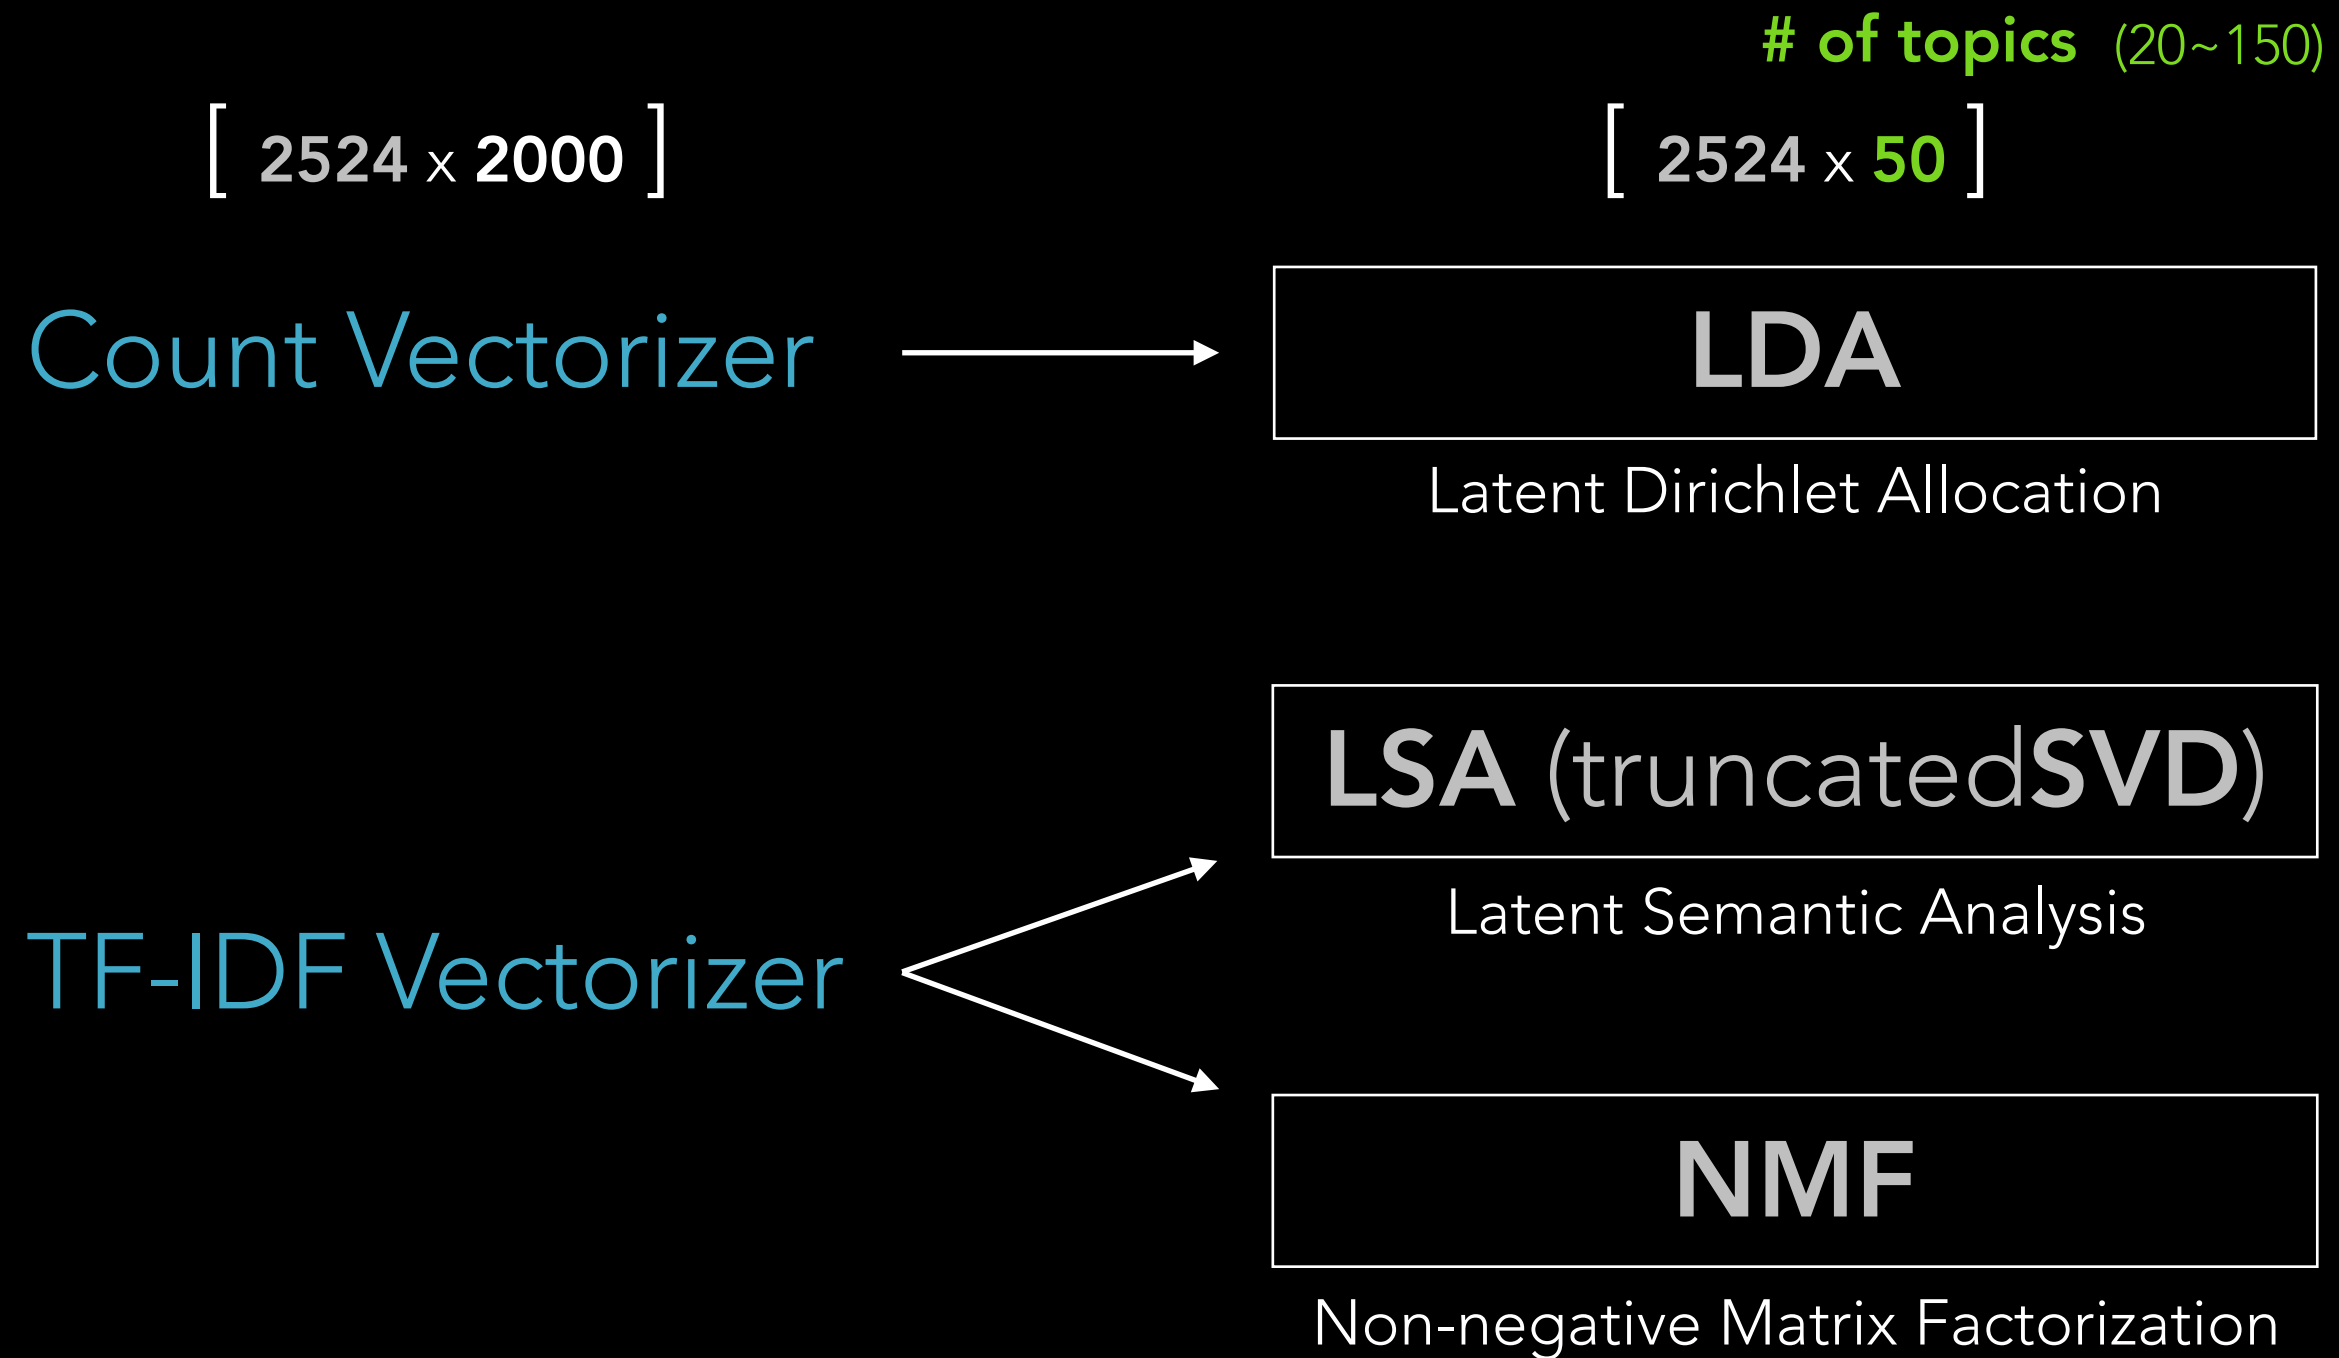 # of topics (20~150)
[ 2524 x 2000 ]
[ 2524 x 50 ]
Count Vectorizer
LDA
Latent Dirichlet Allocation
LSA (truncatedSVD)
Latent Semantic Analysis
TF-IDF Vectorizer
NMF
Non-negative Matrix Factorization